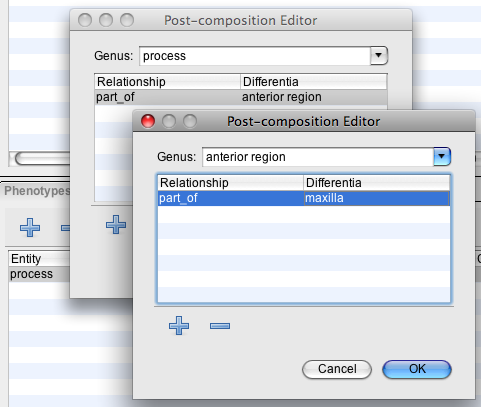 Post-composition Editor
Genus: process
Relationship Differentia
part_of anterior region
Post-composition Editor
Genus: anterior region
Relationship Differentia
part_of maxilla
Cancel OK
Phenotypes
Entity
process